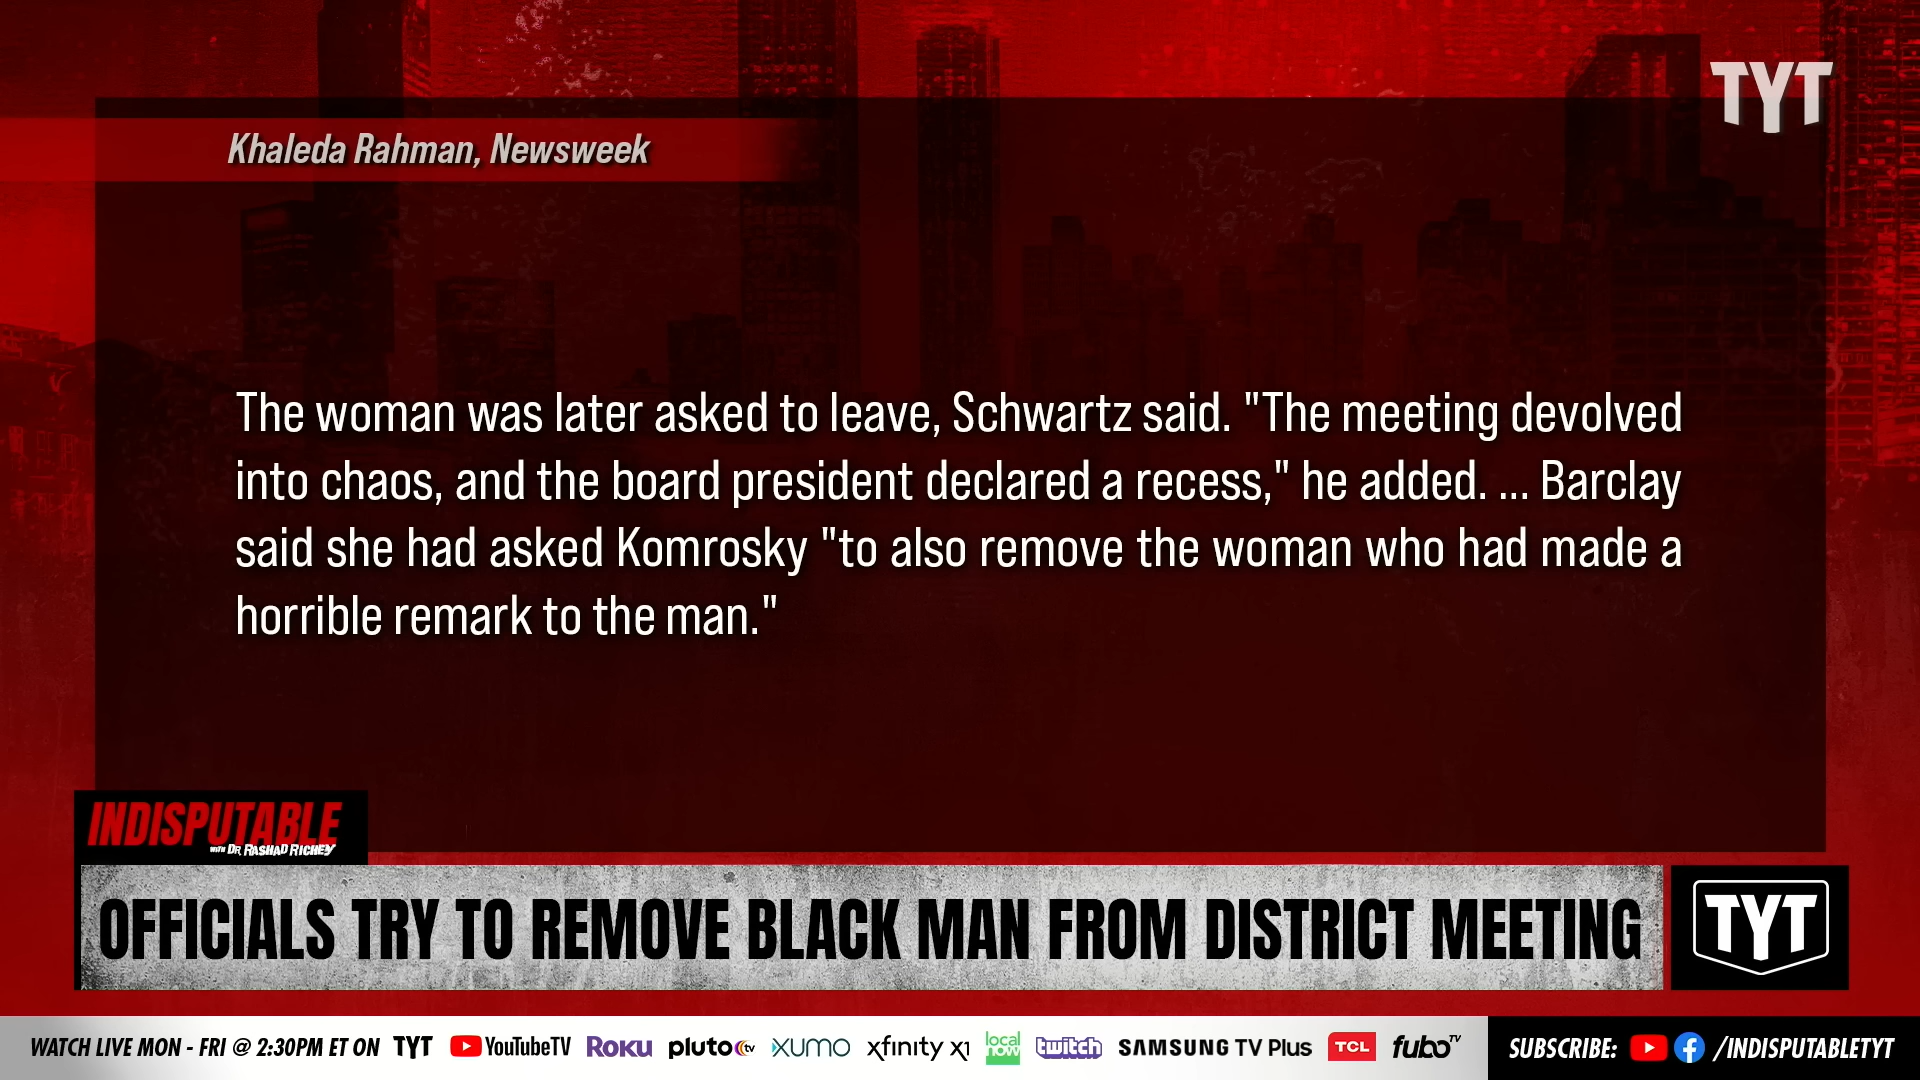 TYT
Khaleda Rahman, Newsweek
The woman was later asked to leave, Schwartz said. "The meeting devolved
into chaos, and the board president declared a recess," he added. ... Barclay
said she had asked Komrosky "to also remove the woman who had made a
horrible remark to the man."
INDISPUTABLE
WITH DR RASHAD RICHEY
OFFICIALS TRY TO REMOVE BLACK MAN FROM DISTRICT MEETING
TYT
WATCH LIVE MON - FRI @ 2:30PM ET ON TYT YouTubeTV ROKU pluto tv XUMO xfinity x1 local now twitch SAMSUNG TV Plus TCL fubo TV SUBSCRIBE: /INDISPUTABLETYT